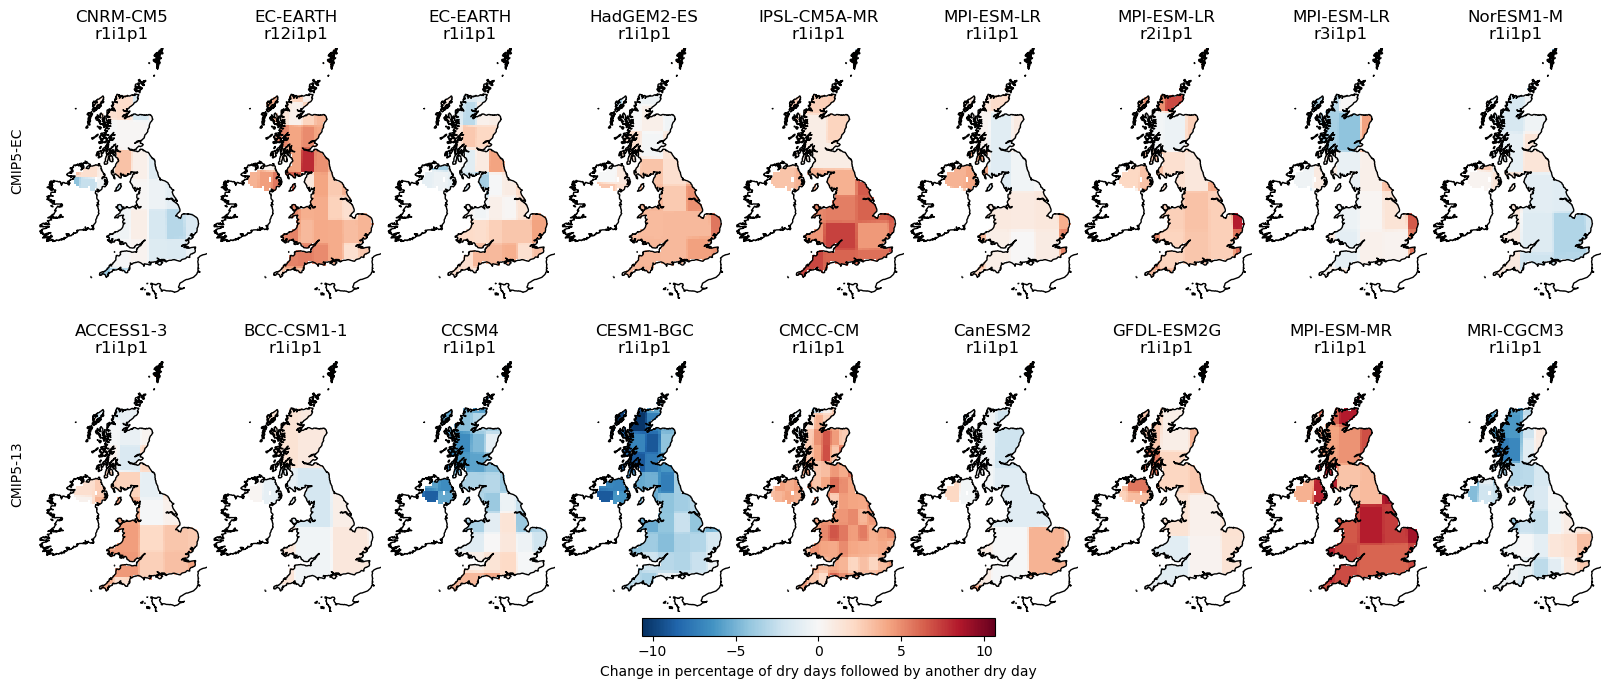 CNRM-CM5
r1i1p1
EC-EARTH
r12i1p1
EC-EARTH
r1i1p1
HadGEM2-ES
r1i1p1
IPSL-CM5A-MR
r1i1p1
MPI-ESM-LR
r1i1p1
MPI-ESM-LR
r2i1p1
MPI-ESM-LR
r3i1p1
NorESM1-M
r1i1p1
CMIP5-EC
ACCESS1-3
r1i1p1
BCC-CSM1-1
r1i1p1
CCSM4
r1i1p1
CESM1-BGC
r1i1p1
CMCC-CM
r1i1p1
CanESM2
r1i1p1
GFDL-ESM2G
r1i1p1
MPI-ESM-MR
r1i1p1
MRI-CGCM3
r1i1p1
CMIP5-13
−10 −5 0 5 10
Change in percentage of dry days followed by another dry day